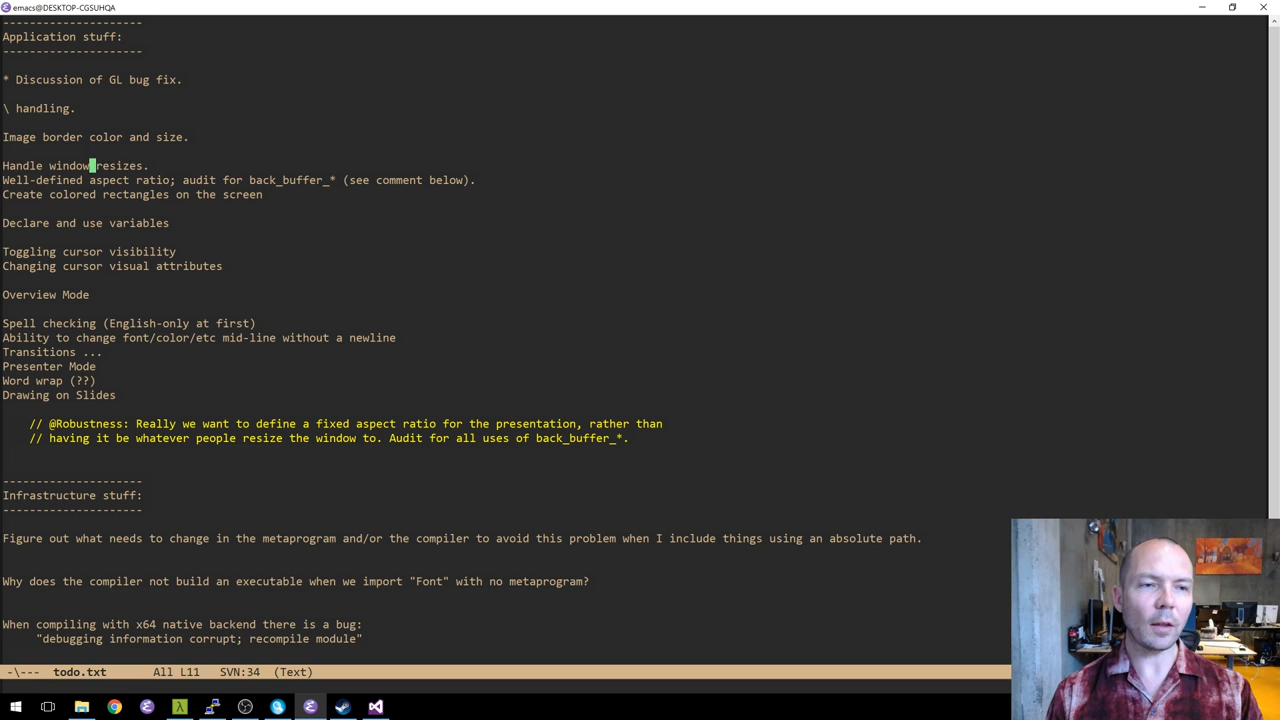 emacs@DESKTOP-CGSUHQA
---------------------
Application stuff:
---------------------
* Discussion of GL bug fix.
\ handling.
Image border color and size.
Handle window resizes.
Well-defined aspect ratio; audit for back_buffer_* (see comment below).
Create colored rectangles on the screen
Declare and use variables
Toggling cursor visibility
Changing cursor visual attributes
Overview Mode
Spell checking (English-only at first)
Ability to change font/color/etc mid-line without a newline
Transitions ...
Presenter Mode
Word wrap (??)
Drawing on Slides
// @Robustness: Really we want to define a fixed aspect ratio for the presentation, rather than
// having it be whatever people resize the window to. Audit for all uses of back_buffer_*.
---------------------
Infrastructure stuff:
---------------------
Figure out what needs to change in the metaprogram and/or the compiler to avoid this problem when I include things using an absolute path.
Why does the compiler not build an executable when we import "Font" with no metaprogram?
When compiling with x64 native backend there is a bug:
"debugging information corrupt; recompile module"
-\--- todo.txt All L11 SVN:34 (Text)